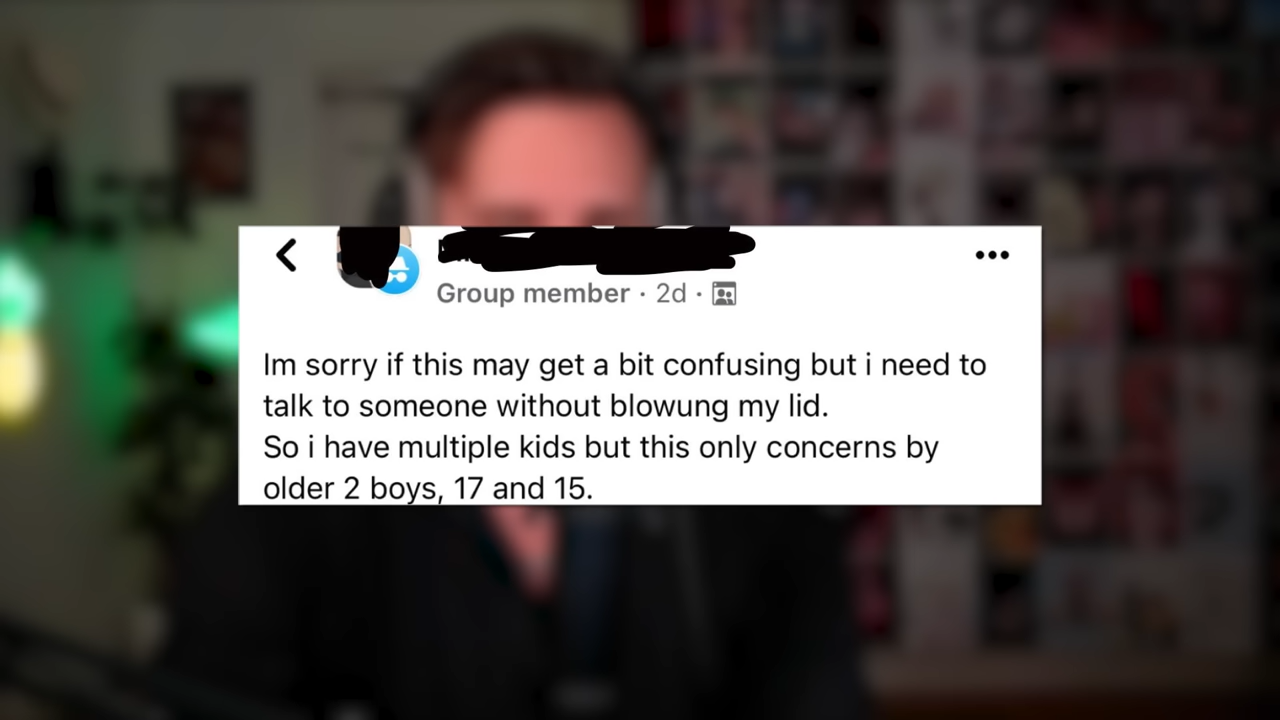 Group member · 2d ·
Im sorry if this may get a bit confusing but i need to
talk to someone without blowung my lid.
So i have multiple kids but this only concerns by
older 2 boys, 17 and 15.